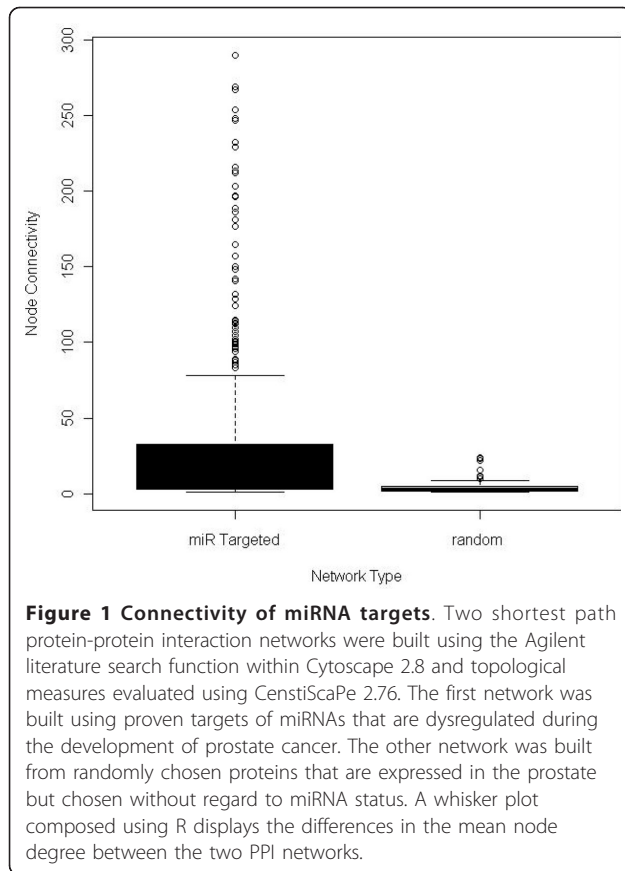 300
250
200
150
100
50
0
Node Connectivity
miR Targeted random
Network Type
Figure 1 Connectivity of miRNA targets. Two shortest path
protein-protein interaction networks were built using the Agilent
literature search function within Cytoscape 2.8 and topological
measures evaluated using CenstiScaPe 2.76. The first network was
built using proven targets of miRNAs that are dysregulated during
the development of prostate cancer. The other network was built
from randomly chosen proteins that are expressed in the prostate
but chosen without regard to miRNA status. A whisker plot
composed using R displays the differences in the mean node
degree between the two PPI networks.